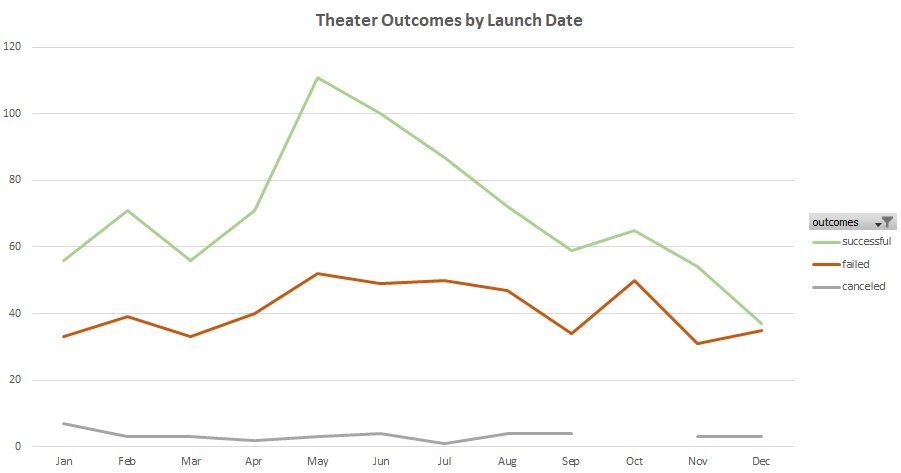 Theater Outcomes by Launch Date
120
100
80
60
40
20
0
Jan Feb Mar Apr May Jun Jul Aug Sep Oct Nov Dec
outcomes
successful
failed
canceled